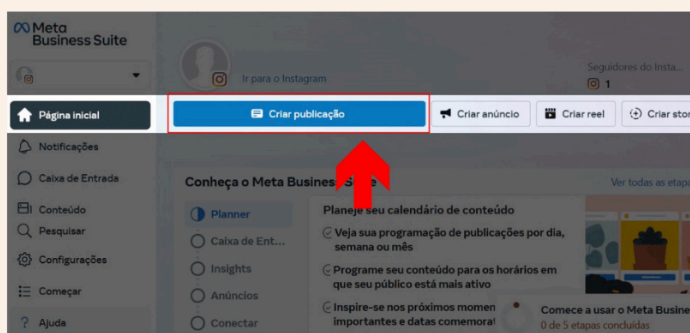 Meta
Business Suite
Ir para o Instagram
Seguidores do Insta...
1
Página inicial
Criar publicação
Criar anúncio
Criar reel
Criar stor
Notificações
Caixa de Entrada
Conteúdo
Pesquisar
Configurações
Começar
Ajuda
Conheça o Meta Business Suite
Ver todas as etapa
Planner
Caixa de Ent...
Insights
Anúncios
Conectar
Planeje seu calendário de conteúdo
Veja sua programação de publicações por dia,
semana ou mês
Programe seu conteúdo para os horários em
que seu público está mais ativo
Inspire-se nos próximos momen
importantes e datas comemora
Comece a usar o Meta Busine
0 de 5 etapas concluídas